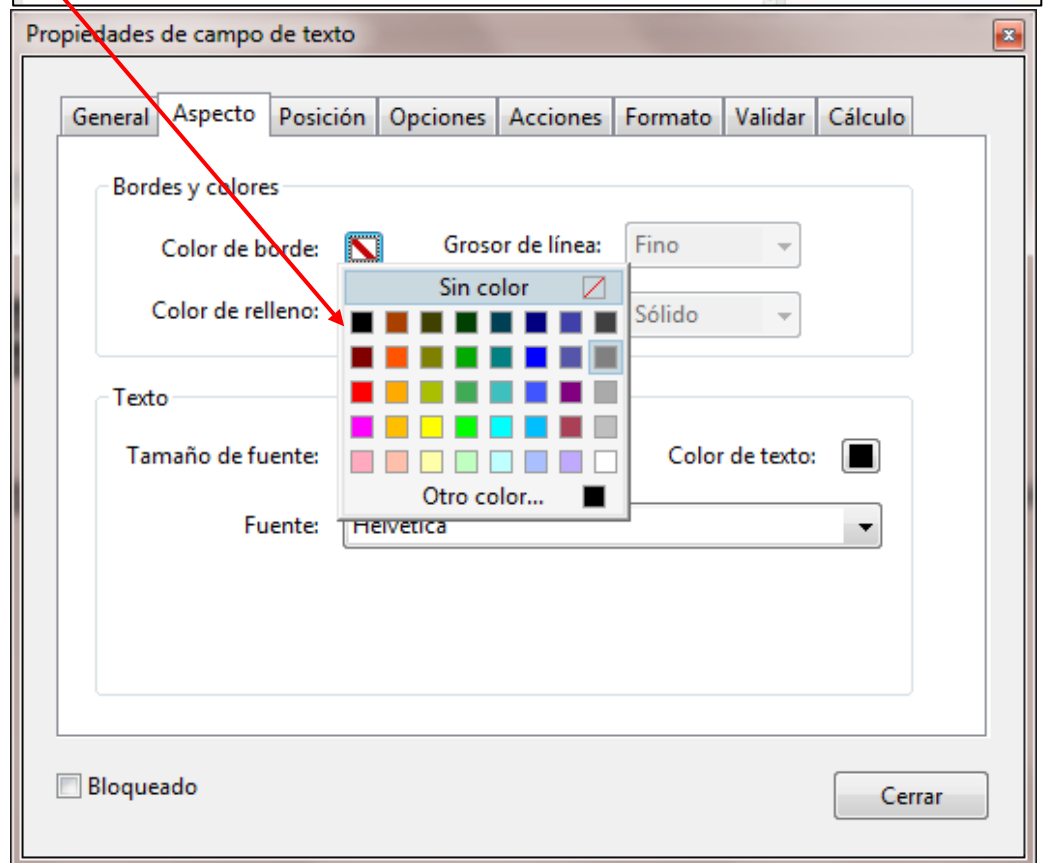 Propiedades de campo de texto
General Aspecto Posición Opciones Acciones Formato Validar Cálculo
Bordes y colores
Color de borde: Grosor de línea: Fino
Sin color
Color de relleno: Sólido
Texto
Tamaño de fuente: Color de texto:
Otro color...
Fuente: Helvetica
Bloqueado
Cerrar